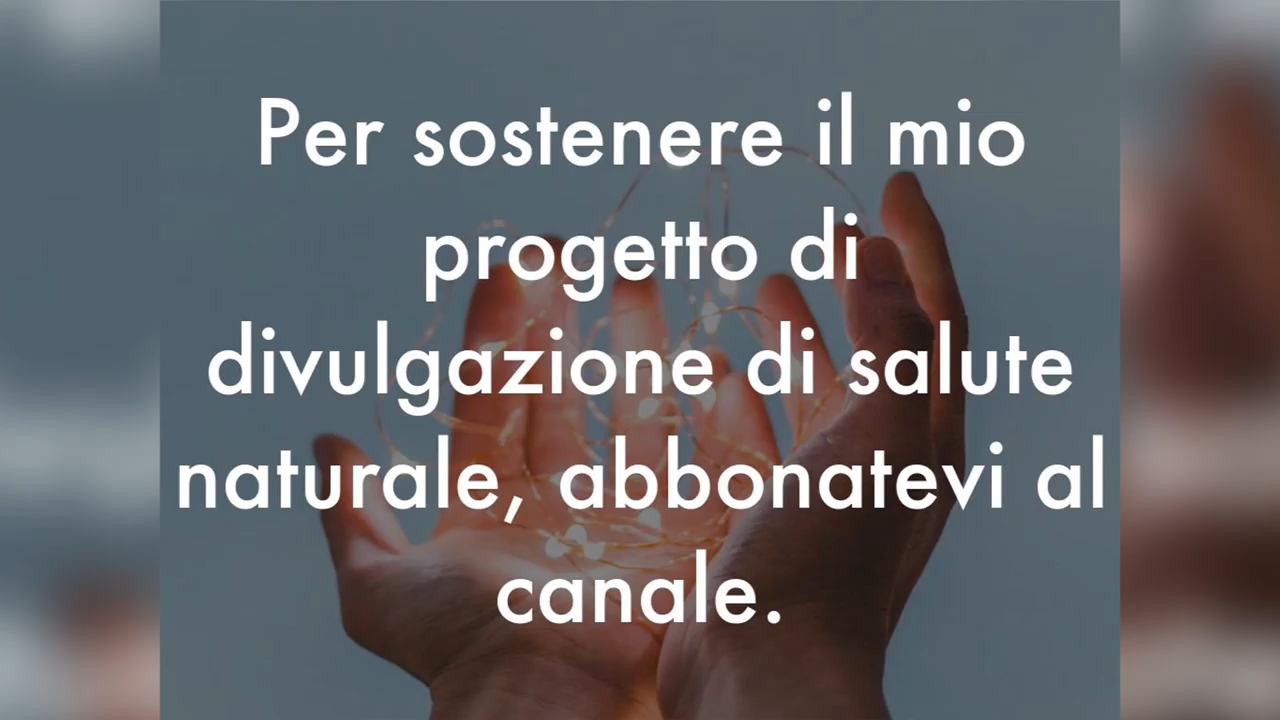 Per sostenere il mio
progetto di
divulgazione di salute
naturale, abbonatevi al
canale.